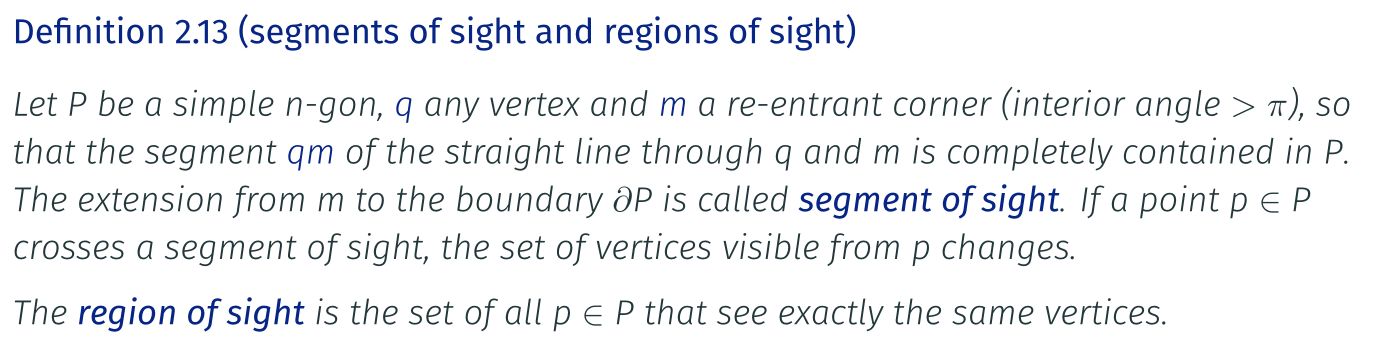 Definition 2.13 (segments of sight and regions of sight)
Let P be a simple n-gon, q any vertex and m a re-entrant corner (interior angle > π), so
that the segment qm of the straight line through q and m is completely contained in P.
The extension from m to the boundary ∂P is called segment of sight. If a point p ∈ P
crosses a segment of sight, the set of vertices visible from p changes.
The region of sight is the set of all p ∈ P that see exactly the same vertices.